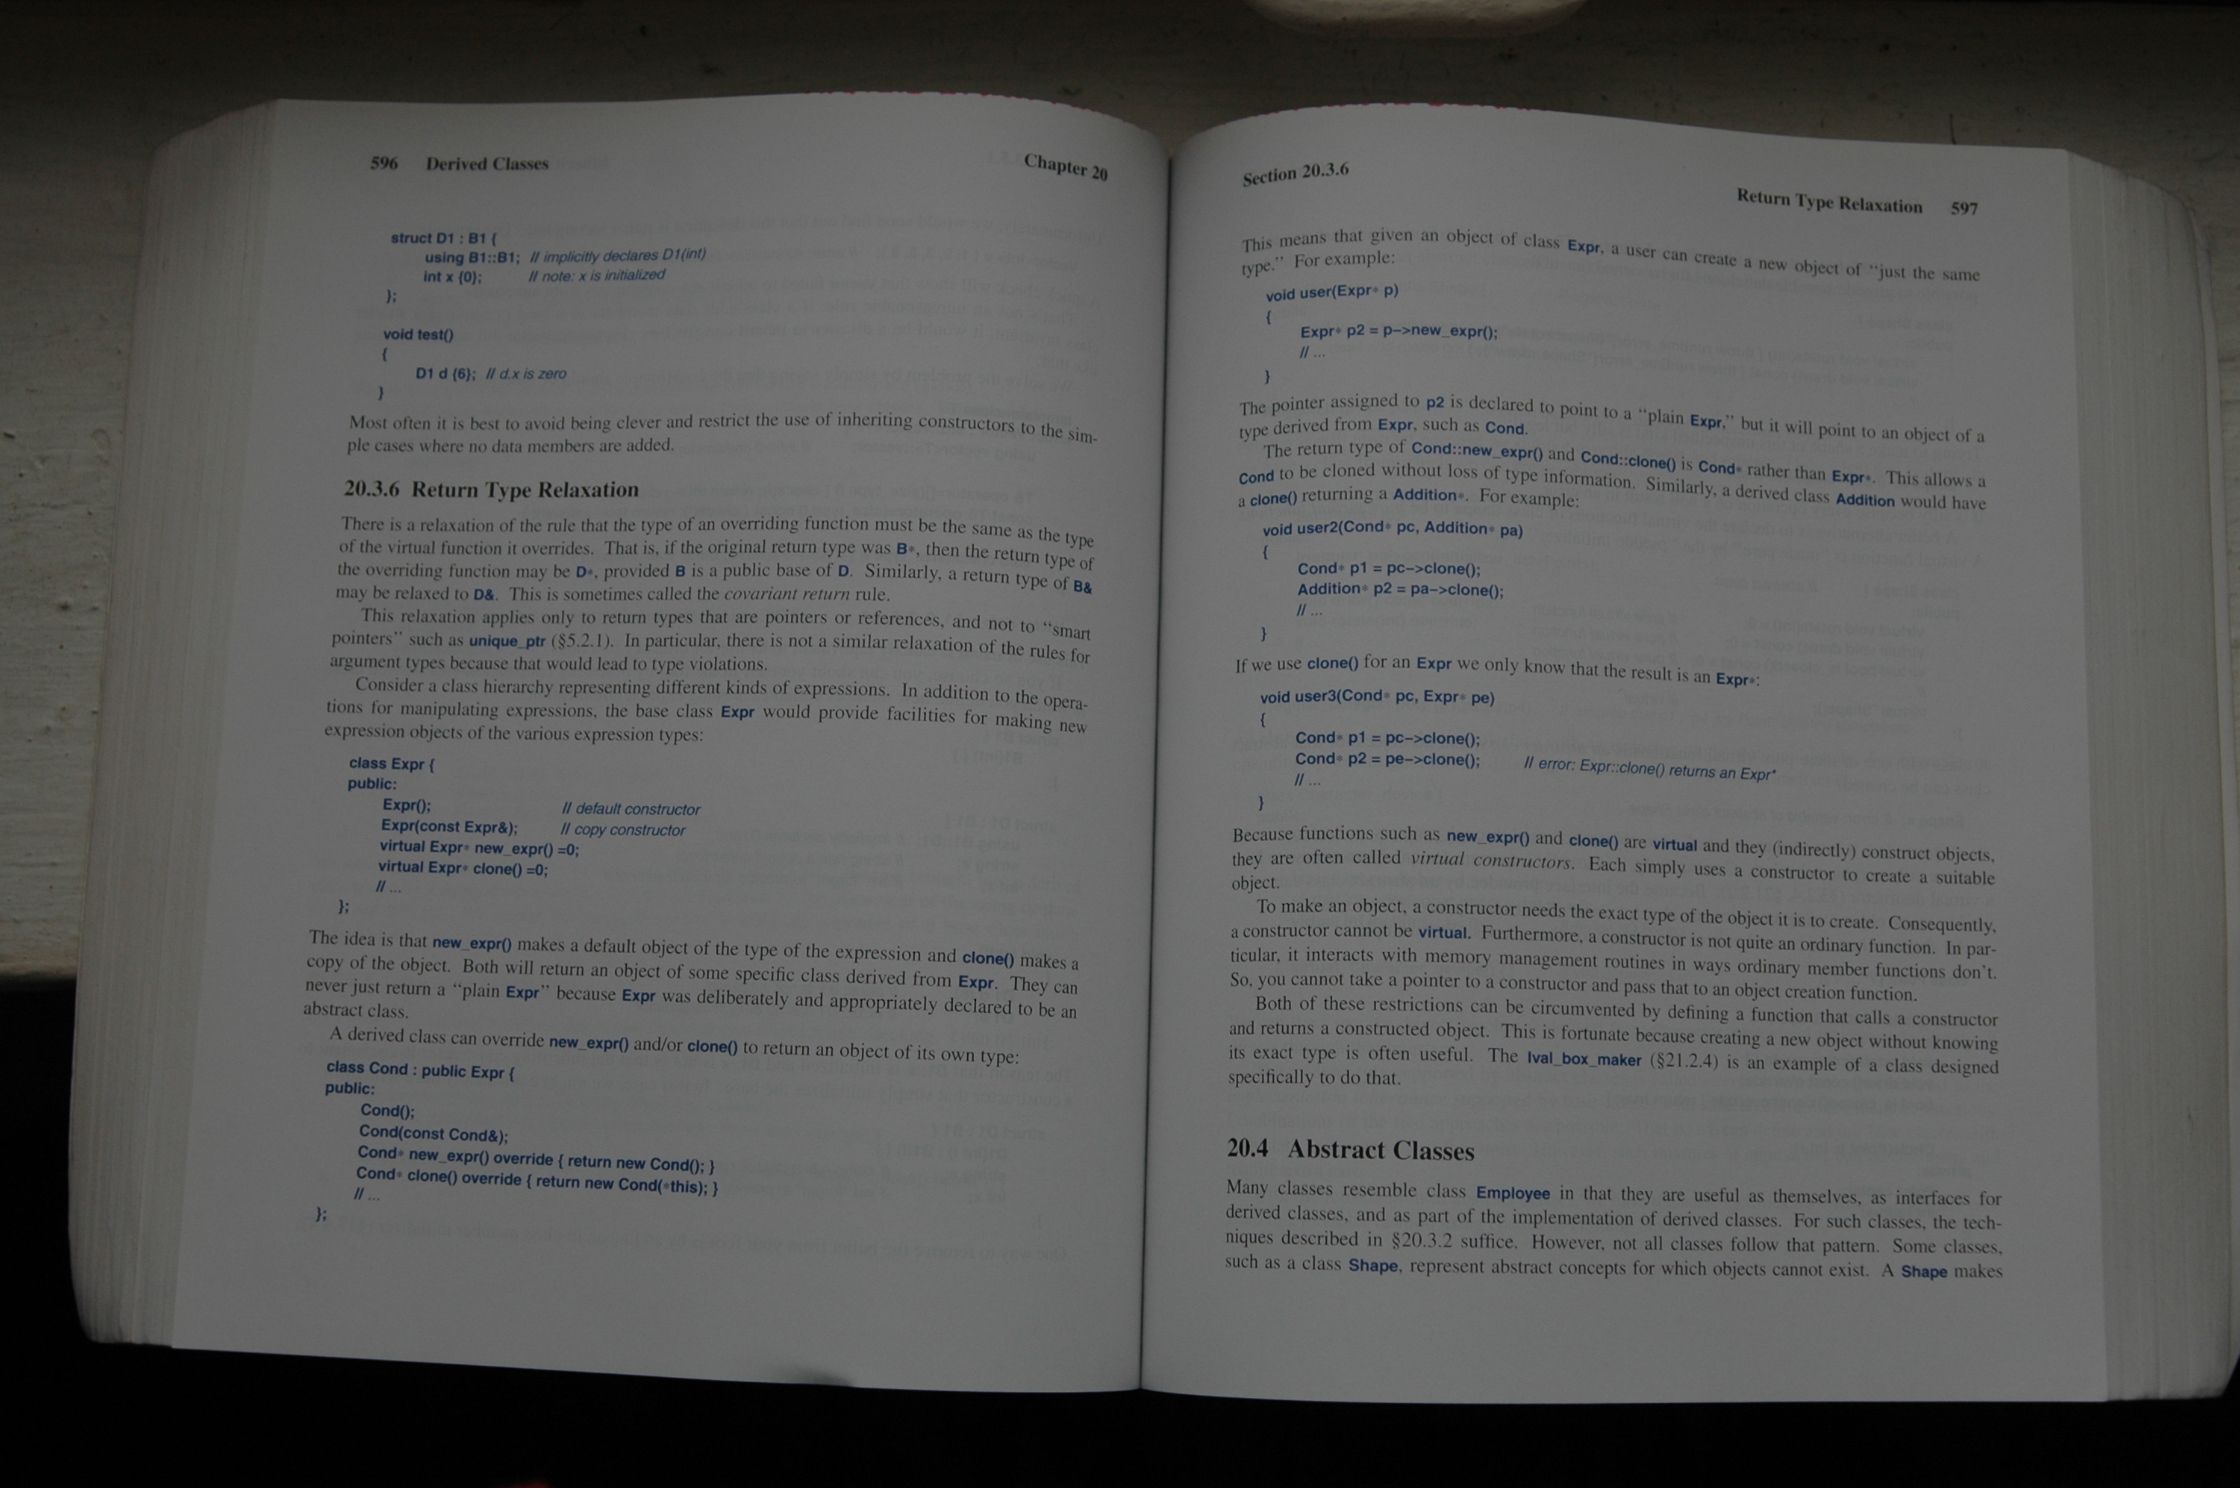 596 Derived Classes Chapter 20
struct D1 : B1 {
using B1::B1; // implicitly declares D1(int)
int x {0}; // note: x is initialized
};
void test()
{
D1 d {6}; // d.x is zero
}
Most often it is best to avoid being clever and restrict the use of inheriting constructors to the sim-
ple cases where no data members are added.
20.3.6 Return Type Relaxation
There is a relaxation of the rule that the type of an overriding function must be the same as the type
of the virtual function it overrides. That is, if the original return type was B*, then the return type of
the overriding function may be D*, provided B is a public base of D. Similarly, a return type of B&
may be relaxed to D&. This is sometimes called the covariant return rule.
This relaxation applies only to return types that are pointers or references, and not to “smart
pointers” such as unique_ptr (§5.2.1). In particular, there is not a similar relaxation of the rules for
argument types because that would lead to type violations.
Consider a class hierarchy representing different kinds of expressions. In addition to the opera-
tions for manipulating expressions, the base class Expr would provide facilities for making new
expression objects of the various expression types:
class Expr {
public:
Expr(); // default constructor
Expr(const Expr&); // copy constructor
virtual Expr* new_expr() =0;
virtual Expr* clone() =0;
// ...
};
The idea is that new_expr() makes a default object of the type of the expression and clone() makes a
copy of the object. Both will return an object of some specific class derived from Expr. They can
never just return a “plain Expr” because Expr was deliberately and appropriately declared to be an
abstract class.
A derived class can override new_expr() and/or clone() to return an object of its own type:
class Cond : public Expr {
public:
Cond();
Cond(const Cond&);
Cond* new_expr() override { return new Cond(); }
Cond* clone() override { return new Cond(*this); }
// ...
};
Section 20.3.6 Return Type Relaxation 597
This means that given an object of class Expr, a user can create a new object of “just the same
type.” For example:
void user(Expr* p)
{
Expr* p2 = p->new_expr();
// ...
}
The pointer assigned to p2 is declared to point to a “plain Expr,” but it will point to an object of a
type derived from Expr, such as Cond.
The return type of Cond::new_expr() and Cond::clone() is Cond* rather than Expr*. This allows a
Cond to be cloned without loss of type information. Similarly, a derived class Addition would have
a clone() returning a Addition*. For example:
void user2(Cond* pc, Addition* pa)
{
Cond* p1 = pc->clone();
Addition* p2 = pa->clone();
// ...
}
If we use clone() for an Expr we only know that the result is an Expr*:
void user3(Cond* pc, Expr* pe)
{
Cond* p1 = pc->clone();
Cond* p2 = pe->clone(); // error: Expr::clone() returns an Expr*
// ...
}
Because functions such as new_expr() and clone() are virtual and they (indirectly) construct objects,
they are often called virtual constructors. Each simply uses a constructor to create a suitable
object.
To make an object, a constructor needs the exact type of the object it is to create. Consequently,
a constructor cannot be virtual. Furthermore, a constructor is not quite an ordinary function. In par-
ticular, it interacts with memory management routines in ways ordinary member functions don’t.
So, you cannot take a pointer to a constructor and pass that to an object creation function.
Both of these restrictions can be circumvented by defining a function that calls a constructor
and returns a constructed object. This is fortunate because creating a new object without knowing
its exact type is often useful. The Ival_box_maker (§21.2.4) is an example of a class designed
specifically to do that.
20.4 Abstract Classes
Many classes resemble class Employee in that they are useful as themselves, as interfaces for
derived classes, and as part of the implementation of derived classes. For such classes, the tech-
niques described in §20.3.2 suffice. However, not all classes follow that pattern. Some classes,
such as a class Shape, represent abstract concepts for which objects cannot exist. A Shape makes